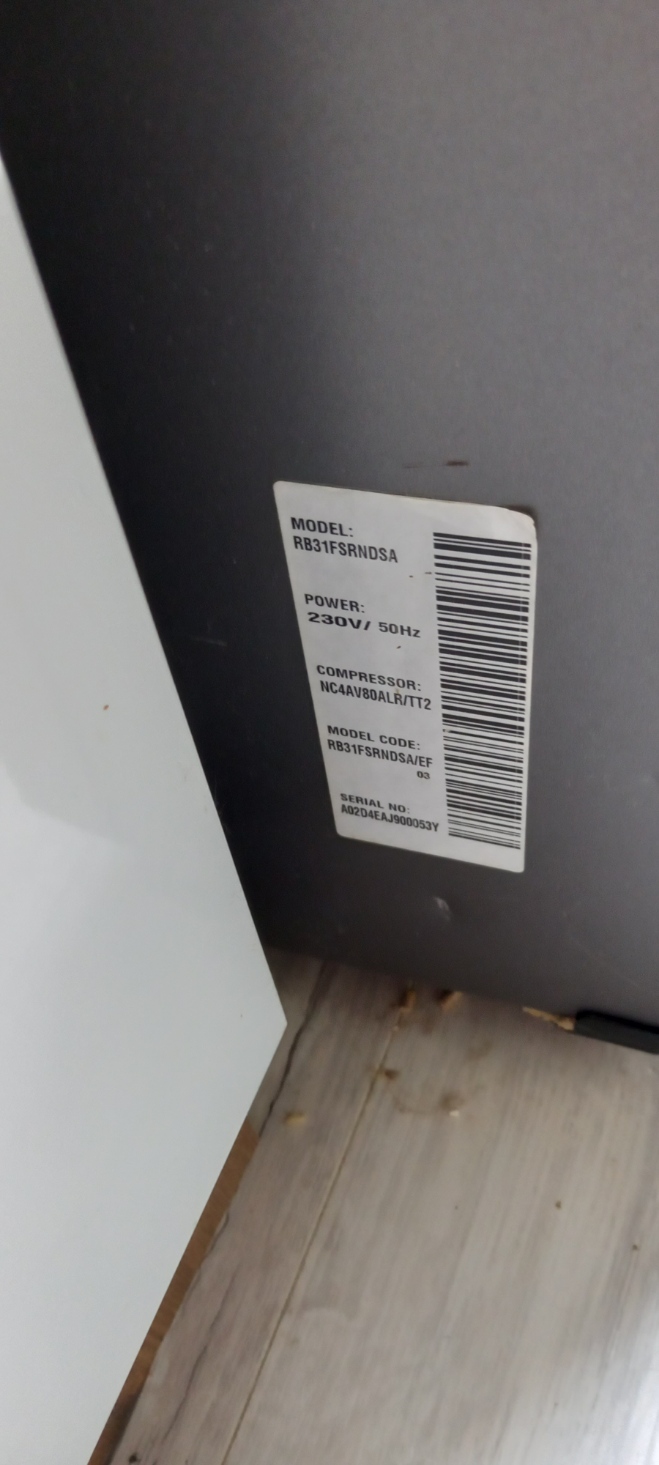 MODEL:
RB31FSRNDSA
POWER:
230V/ 50Hz
COMPRESSOR:
NC4AV80ALR/TT2
MODEL CODE:
RB31FSRNDSA/EF
03
SERIAL NO:
A02D4EAJ900053Y